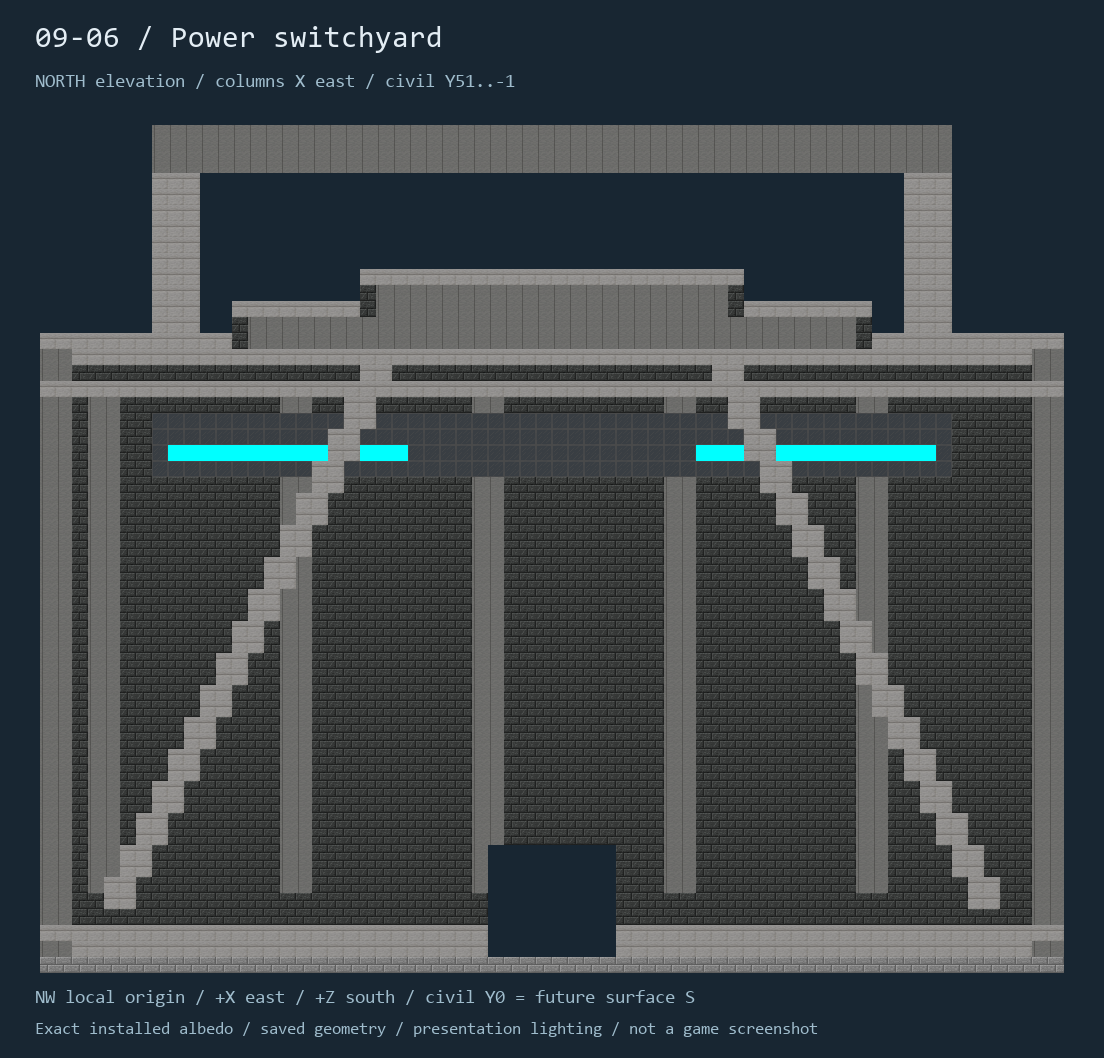 09-06 / Power switchyard
NORTH elevation / columns X east / civil Y51..-1
NW local origin / +X east / +Z south / civil Y0 = future surface S
Exact installed albedo / saved geometry / presentation lighting / not a game screenshot